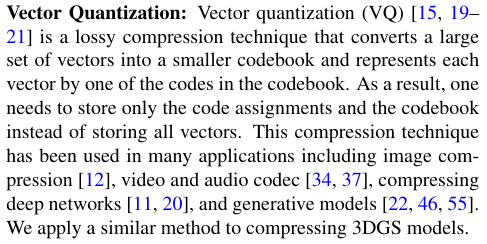 Vector Quantization: Vector quantization (VQ) [15, 19–
21] is a lossy compression technique that converts a large
set of vectors into a smaller codebook and represents each
vector by one of the codes in the codebook. As a result, one
needs to store only the code assignments and the codebook
instead of storing all vectors. This compression technique
has been used in many applications including image com-
pression [12], video and audio codec [34, 37], compressing
deep networks [11, 20], and generative models [22, 46, 55].
We apply a similar method to compressing 3DGS models.